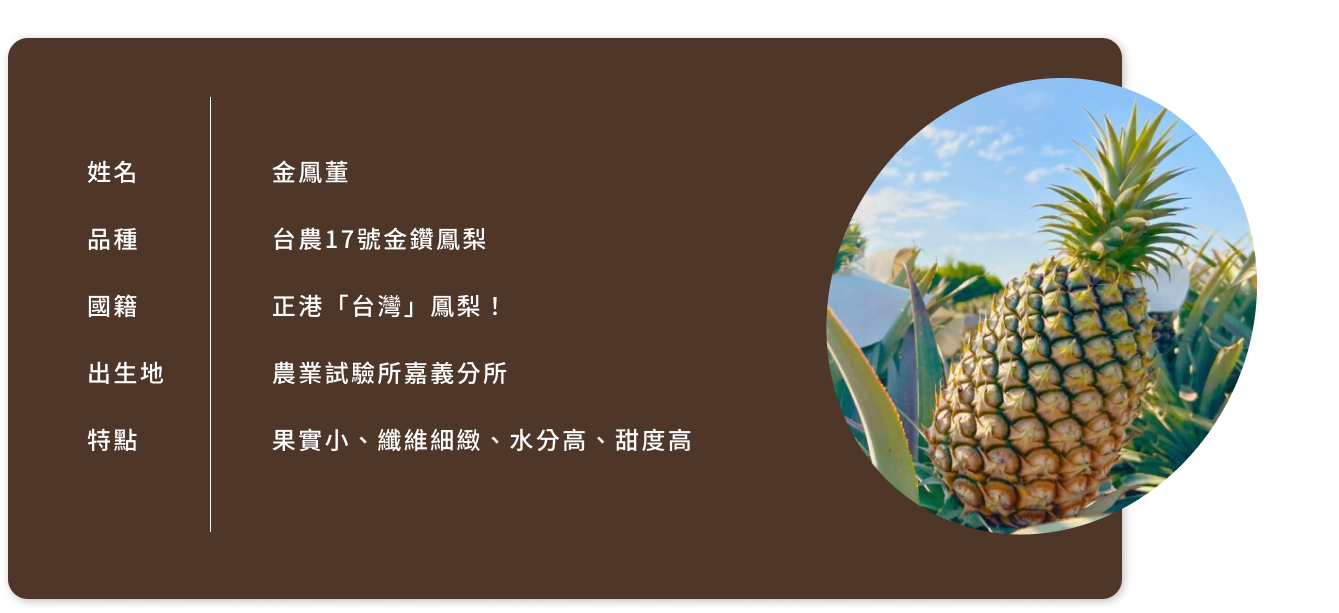 姓名 金鳳董
品種 台農17號金鑽鳳梨
國籍 正港「台灣」鳳梨！
出生地 農業試驗所嘉義分所
特點 果實小、纖維細緻、水分高、甜度高